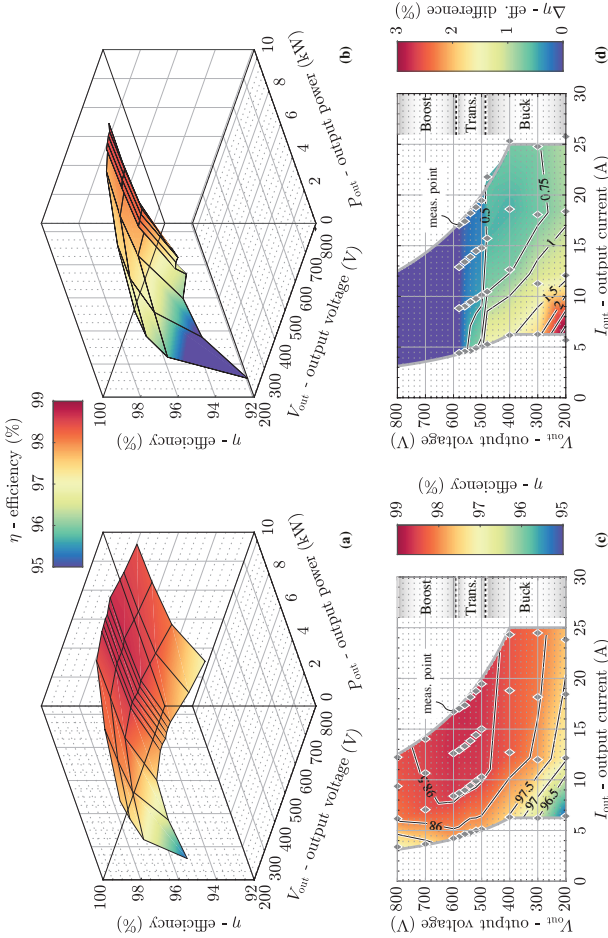 η - efficiency (%)
95 96 97 98 99
100
98
96
94
92
η - efficiency
(%)
200 300 400 500 600 700 800
V_out - output voltage (V)
0 2 4 6 8 10
P_out - output power (kW)
(a)
100
98
96
94
92
η - efficiency
(%)
200 300 400 500 600 700 800
V_out - output voltage (V)
0 2 4 6 8 10
P_out - output power (kW)
(b)
800
700
600
500
400
300
200
V_out - output voltage
(V)
meas. point
98
97.5
97
96.5
Boost
Trans.
Buck
0 5 10 15 20 25 30
I_out - output current (A)
99
98
97
96
95
η - efficiency
(%)
(c)
800
700
600
500
400
300
200
V_out - output voltage
(V)
meas. point
0.5
0.75
1
1.5
2
Boost
Trans.
Buck
0 5 10 15 20 25 30
I_out - output current (A)
3
2
1
0
Δη - eff. difference
(%)
(d)